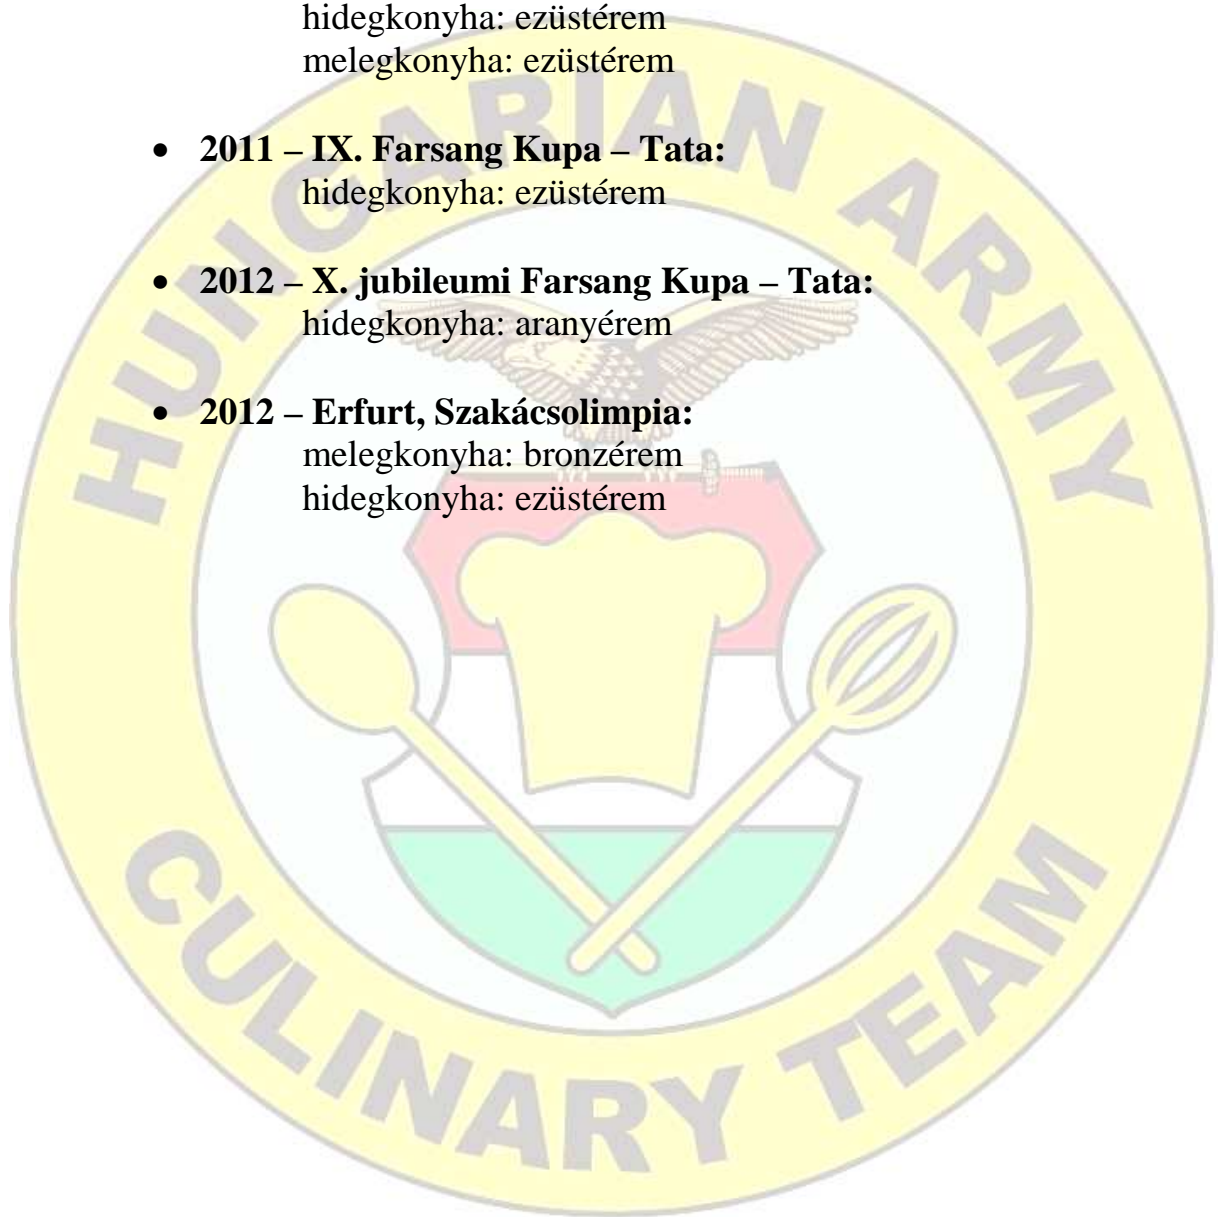 hidegkonyha: ezüstérem
melegkonyha: ezüstérem
• 2011 – IX. Farsang Kupa – Tata:
hidegkonyha: ezüstérem
• 2012 – X. jubileumi Farsang Kupa – Tata:
hidegkonyha: aranyérem
• 2012 – Erfurt, Szakácsolimpia:
melegkonyha: bronzérem
hidegkonyha: ezüstérem
HUNGARIAN ARMY
CULINARY TEAM